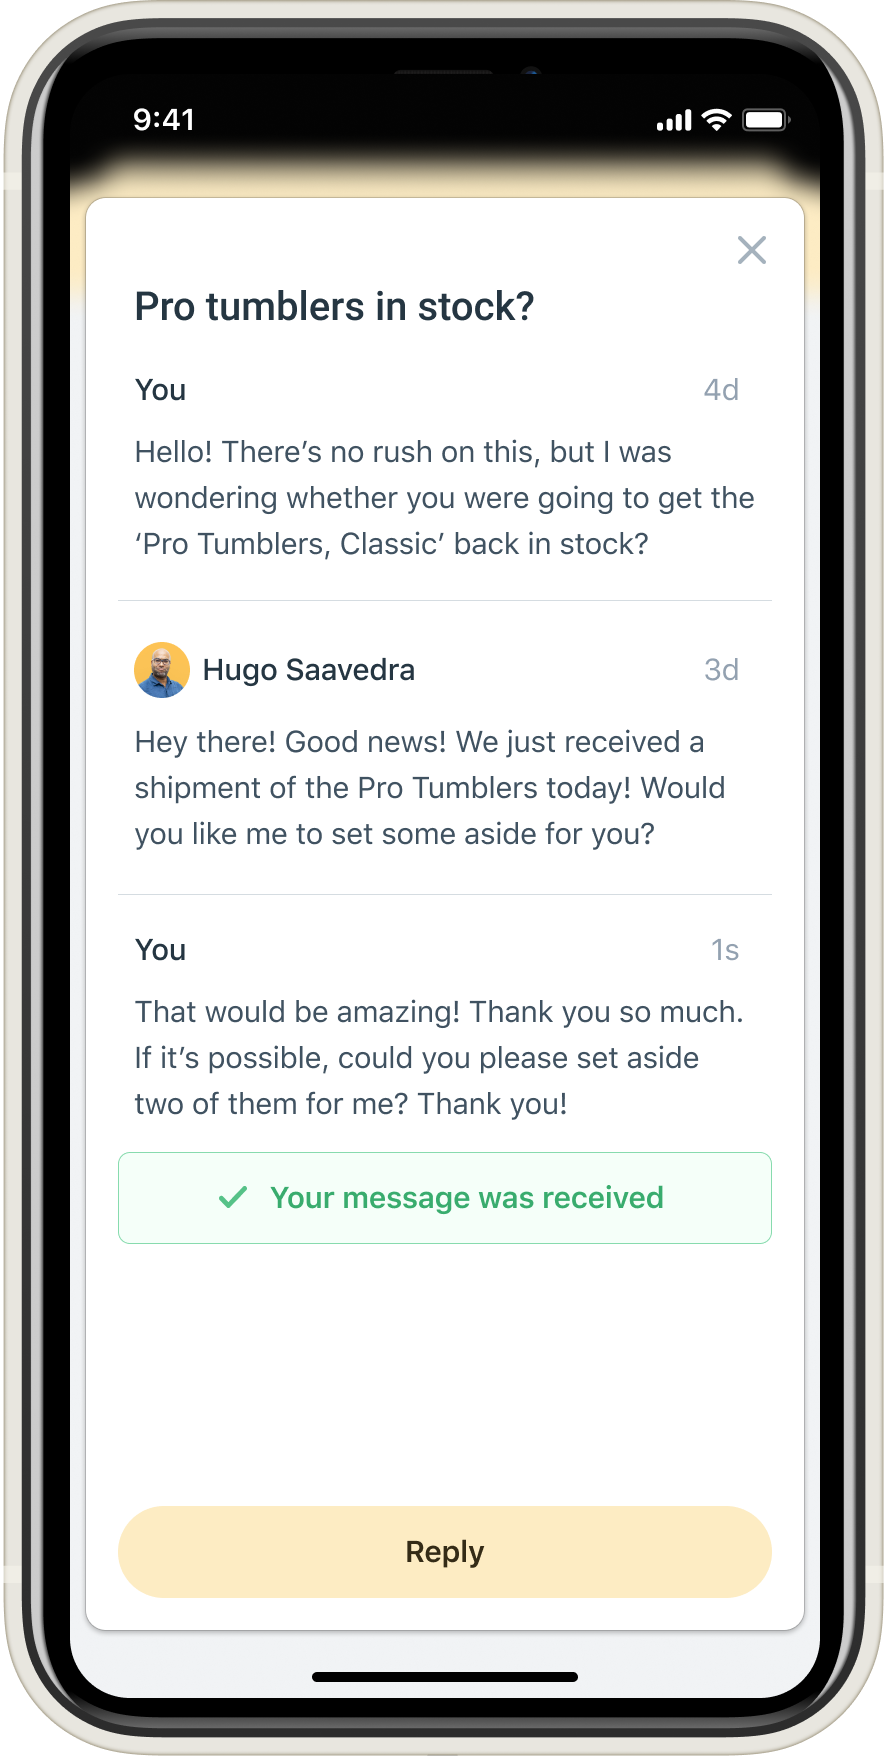 9:41
Pro tumblers in stock?
You 4d
Hello! There’s no rush on this, but I was
wondering whether you were going to get the
‘Pro Tumblers, Classic’ back in stock?
Hugo Saavedra 3d
Hey there! Good news! We just received a
shipment of the Pro Tumblers today! Would
you like me to set some aside for you?
You 1s
That would be amazing! Thank you so much.
If it’s possible, could you please set aside
two of them for me? Thank you!
Your message was received
Reply